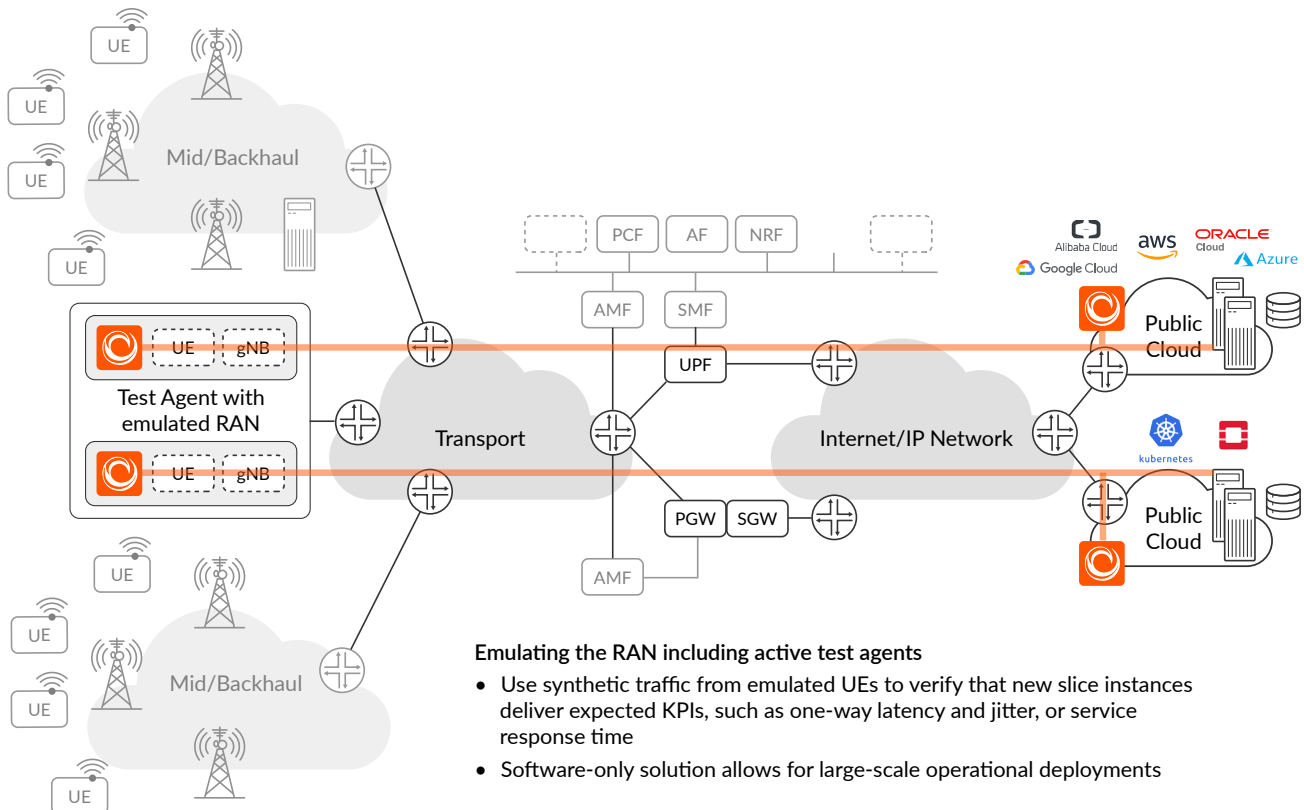 UE
UE
Mid/Backhaul
UE
UE
PCF
AF
NRF
Alibaba Cloud
aws
ORACLE
Cloud
Google Cloud
Azure
AMF
SMF
Public
Cloud
UE
gNB
UPF
Test Agent with
emulated RAN
Transport
Internet/IP Network
kubernetes
UE
gNB
PGW
SGW
Public
Cloud
UE
AMF
UE
Mid/Backhaul
UE
UE
Emulating the RAN including active test agents
• Use synthetic traffic from emulated UEs to verify that new slice instances
deliver expected KPIs, such as one-way latency and jitter, or service
response time
• Software-only solution allows for large-scale operational deployments